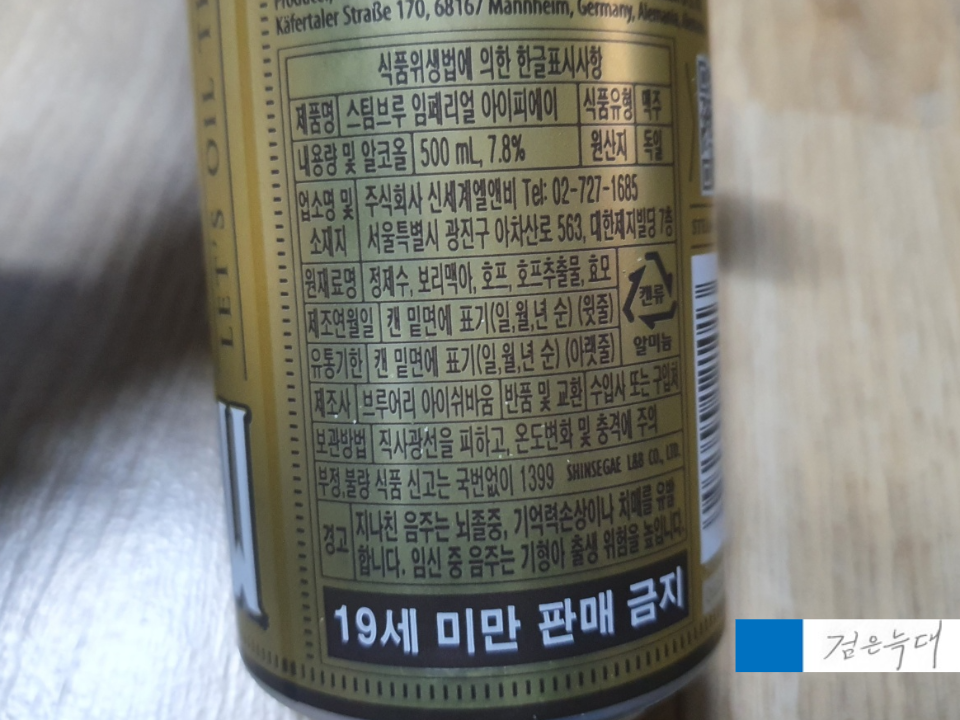 Käfertaler Straße 170, 68167 Mannheim, Germany,
LET'S OIL
식품위생법에 의한 한글표시사항
제품명 스팀브루 임페리얼 아이피에이 식품유형 맥주
내용량 및 알코올 500 mL, 7.8% 원산지 독일
업소명 및 소재지 주식회사 신세계엘앤비 Tel: 02-727-1685
서울특별시 광진구 아차산로 563, 대한제지빌딩 7층
원재료명 정제수, 보리맥아, 호프, 호프추출물, 효모
제조연월일 캔 밑면에 표기(일,월,년 순) (윗줄)
유통기한 캔 밑면에 표기(일,월,년 순) (아랫줄)
캔류
알미늄
제조사 브루어리 아이쉬바움 반품 및 교환 수입사 또는 구입처
보관방법 직사광선을 피하고, 온도변화 및 충격에 주의
부정,불량 식품 신고는 국번없이 1399 SHINSEGAE L&B CO., LTD.
경고 지나친 음주는 뇌졸중, 기억력손상이나 치매를 유발
합니다. 임신 중 음주는 기형아 출생 위험을 높입니다.
19세 미만 판매 금지
검은늑대